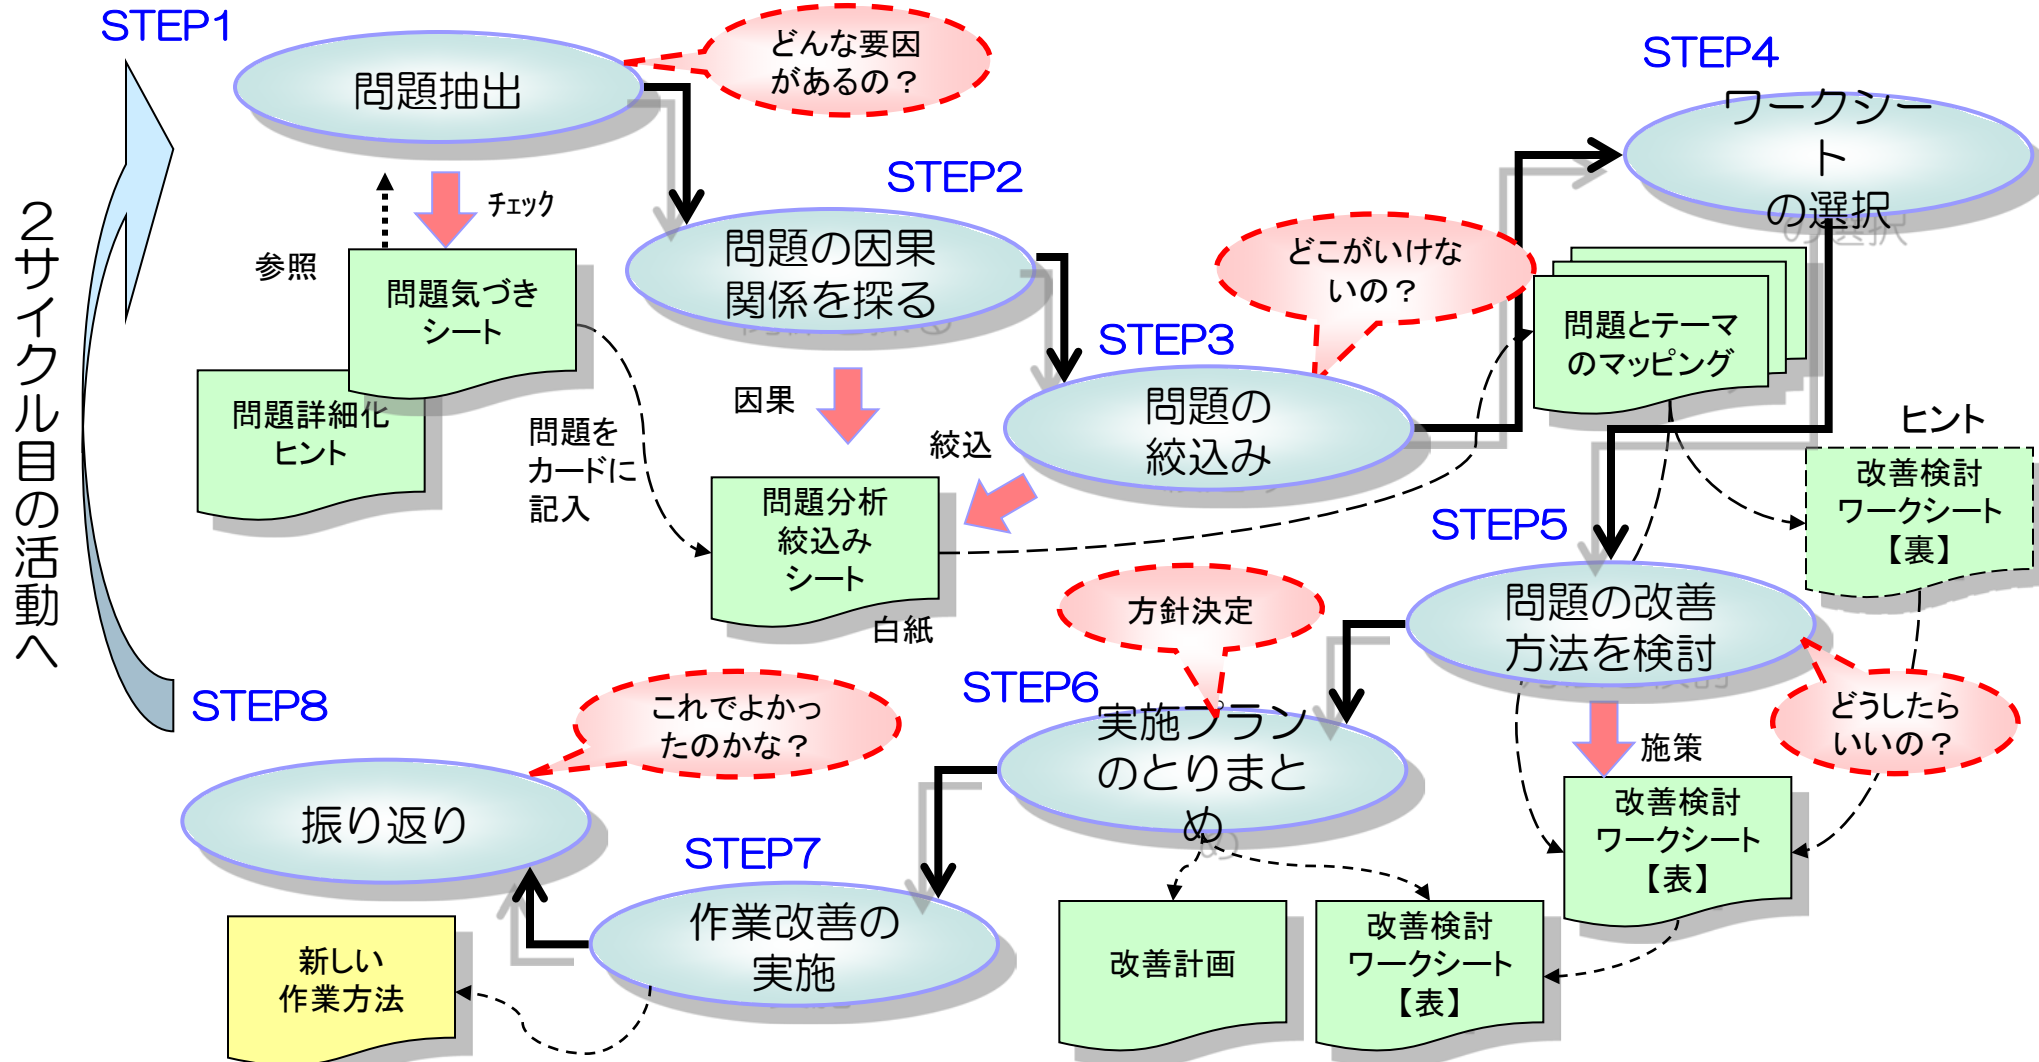 STEP1
問題抽出
どんな要因
があるの？
チェック
参照
問題気づき
シート
問題詳細化
ヒント
問題を
カードに
記入
STEP2
問題の因果
関係を探る
因果
絞込
問題分析
絞込み
シート
白紙
STEP3
問題の
絞込み
どこがいけな
いの？
STEP4
ワークシー
ト
の選択
問題とテーマ
のマッピング
ヒント
改善検討
ワークシート
【裏】
STEP5
問題の改善
方法を検討
どうしたら
いいの？
施策
改善検討
ワークシート
【表】
方針決定
STEP6
実施プラン
のとりまと
め
改善計画
改善検討
ワークシート
【表】
STEP7
作業改善の
実施
新しい
作業方法
STEP8
振り返り
これでよかっ
たのかな？
２サイクル目の活動へ